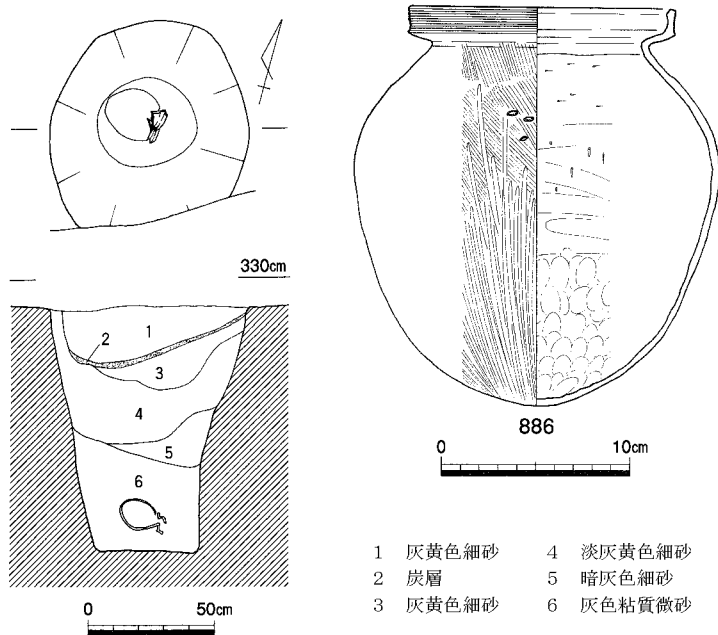 330cm
1
2
3
4
5
6
0 50cm
886
0 10cm
1 灰黄色細砂
2 炭層
3 灰黄色細砂
4 淡灰黄色細砂
5 暗灰色細砂
6 灰色粘質微砂